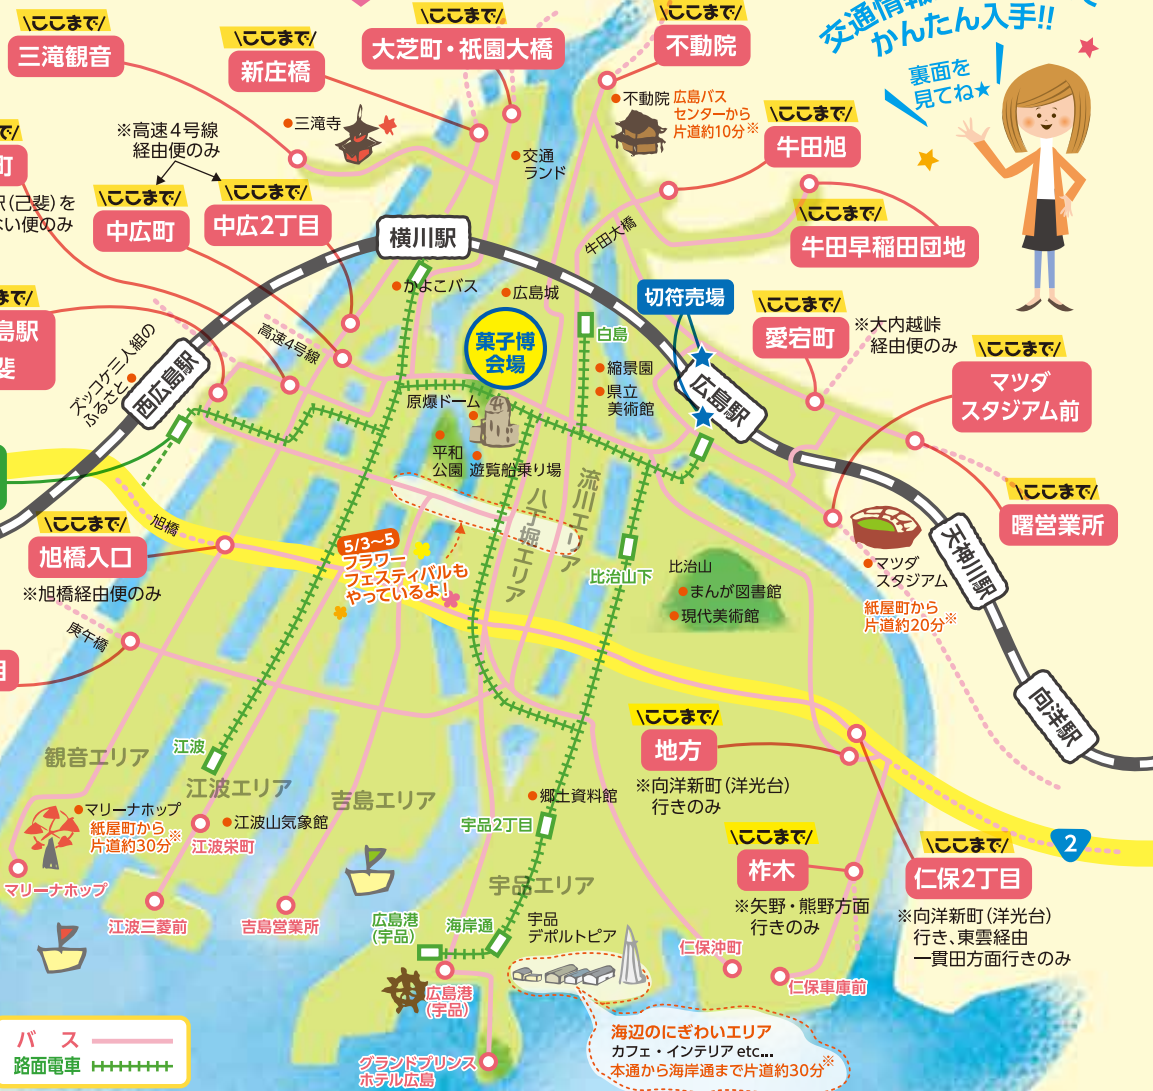 \ここまで/
三滝観音
\ここまで/
新庄橋
\ここまで/
大芝町・祇園大橋
\ここまで/
不動院
かんたん入手!!
裏面を
見てね★
三滝寺
※高速4号線
経由便のみ
\ここまで/
中広町
\ここまで/
中広2丁目
交通
ランド
不動院
広島バス
センターから
片道約10分※
\ここまで/
牛田旭
\ここまで/
牛田早稲田団地
牛田大橋
横川駅
かよこバス
広島城
菓子博
会場
白島
縮景園
県立
美術館
切符売場
広島駅
\ここまで/
愛宕町
※大内越峠
経由便のみ
\ここまで/
マツダ
スタジアム前
\ここまで/
曙営業所
高速4号線
西広島駅
ズッコケ三人組の
ふるさと
原爆ドーム
平和
公園
遊覧船乗り場
流川エリア
八丁堀エリア
旭橋
\ここまで/
旭橋入口
※旭橋経由便のみ
庚午橋
5/3~5
フラワー
フェスティバルも
やっているよ!
比治山下
比治山
まんが図書館
現代美術館
マツダ
スタジアム
紙屋町から
片道約20分※
天神川駅
向洋駅
\ここまで/
地方
※向洋新町(洋光台)
行きのみ
\ここまで/
柞木
※矢野・熊野方面
行きのみ
2
\ここまで/
仁保2丁目
※向洋新町(洋光台)
行き、東雲経由
一貫田方面行きのみ
観音エリア
江波
江波エリア
吉島エリア
マリーナホップ
紙屋町から
片道約30分※
マリーナホップ
江波山気象館
江波栄町
江波三菱前
吉島営業所
郷土資料館
宇品2丁目
宇品エリア
広島港
(宇品)
海岸通
宇品
デポルトピア
広島港
(宇品)
仁保沖町
仁保車庫前
グランドプリンス
ホテル広島
海辺のにぎわいエリア
カフェ・インテリア etc...
本通から海岸通まで片道約30分※
バス
路面電車